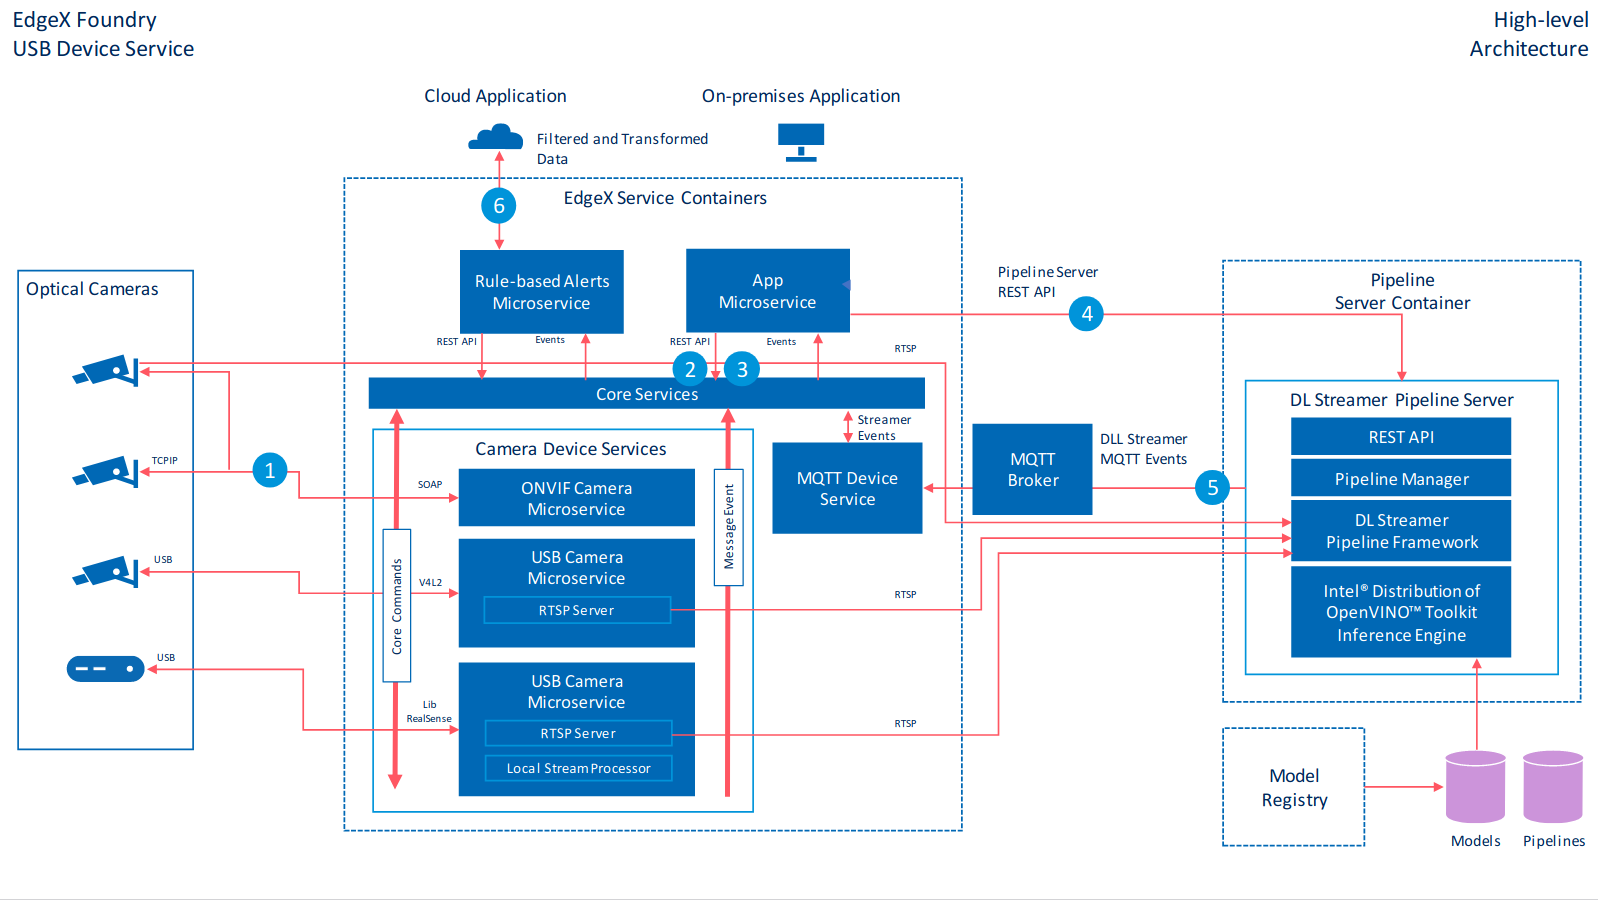 EdgeX Foundry
USB Device Service
High-level
Architecture
Cloud Application
On-premises Application
Filtered and Transformed
Data
6
EdgeX Service Containers
Rule-based Alerts
Microservice
App
Microservice
Pipeline Server
REST API
4
Pipeline
Server Container
Optical Cameras
REST API
Events
REST API
Events
RTSP
2
3
Core Services
Streamer
Events
DL Streamer Pipeline Server
REST API
Pipeline Manager
DL Streamer
Pipeline Framework
Intel® Distribution of
OpenVINO™ Toolkit
Inference Engine
Camera Device Services
MQTT Device
Service
MQTT
Broker
DLL Streamer
MQTT Events
5
TCPIP
1
SOAP
ONVIF Camera
Microservice
Message Event
Core Commands
USB
V4L2
USB Camera
Microservice
RTSP Server
RTSP
USB
Lib
RealSense
USB Camera
Microservice
RTSP Server
Local Stream Processor
RTSP
Model
Registry
Models
Pipelines